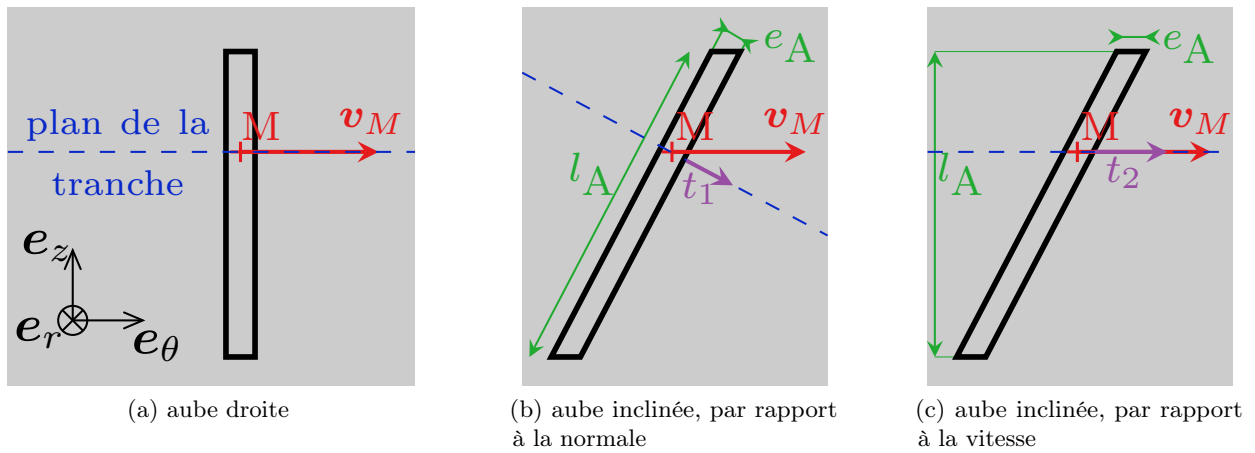 plan de la
tranche
M
v_M
e_z
e_r
e_θ
(a) aube droite
e_A
M
v_M
l_A
t_1
(b) aube inclinée, par rapport
à la normale
e_A
M
v_M
l_A
t_2
(c) aube inclinée, par rapport
à la vitesse